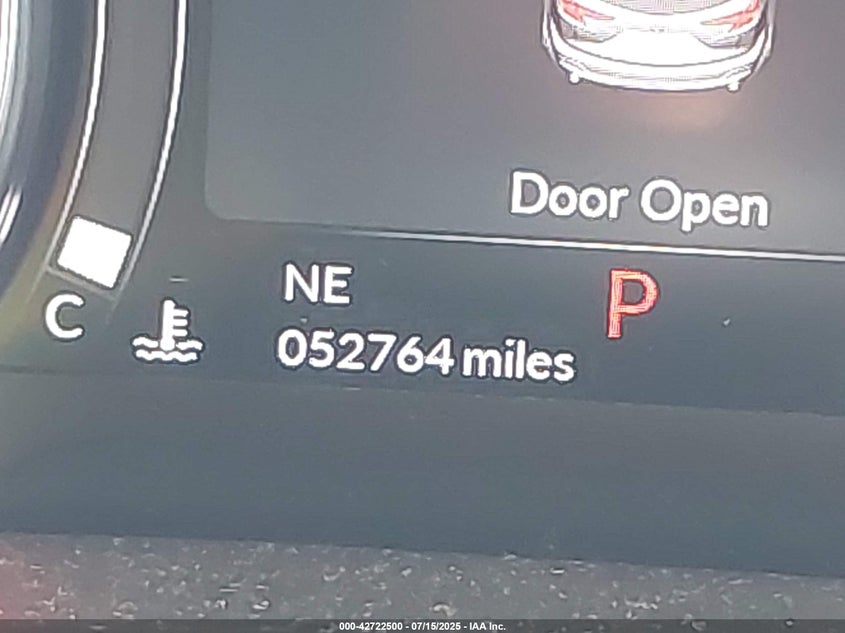 Door Open
NE
P
C
052764 miles
000-42722500 - 07/15/2025 - IAA Inc.